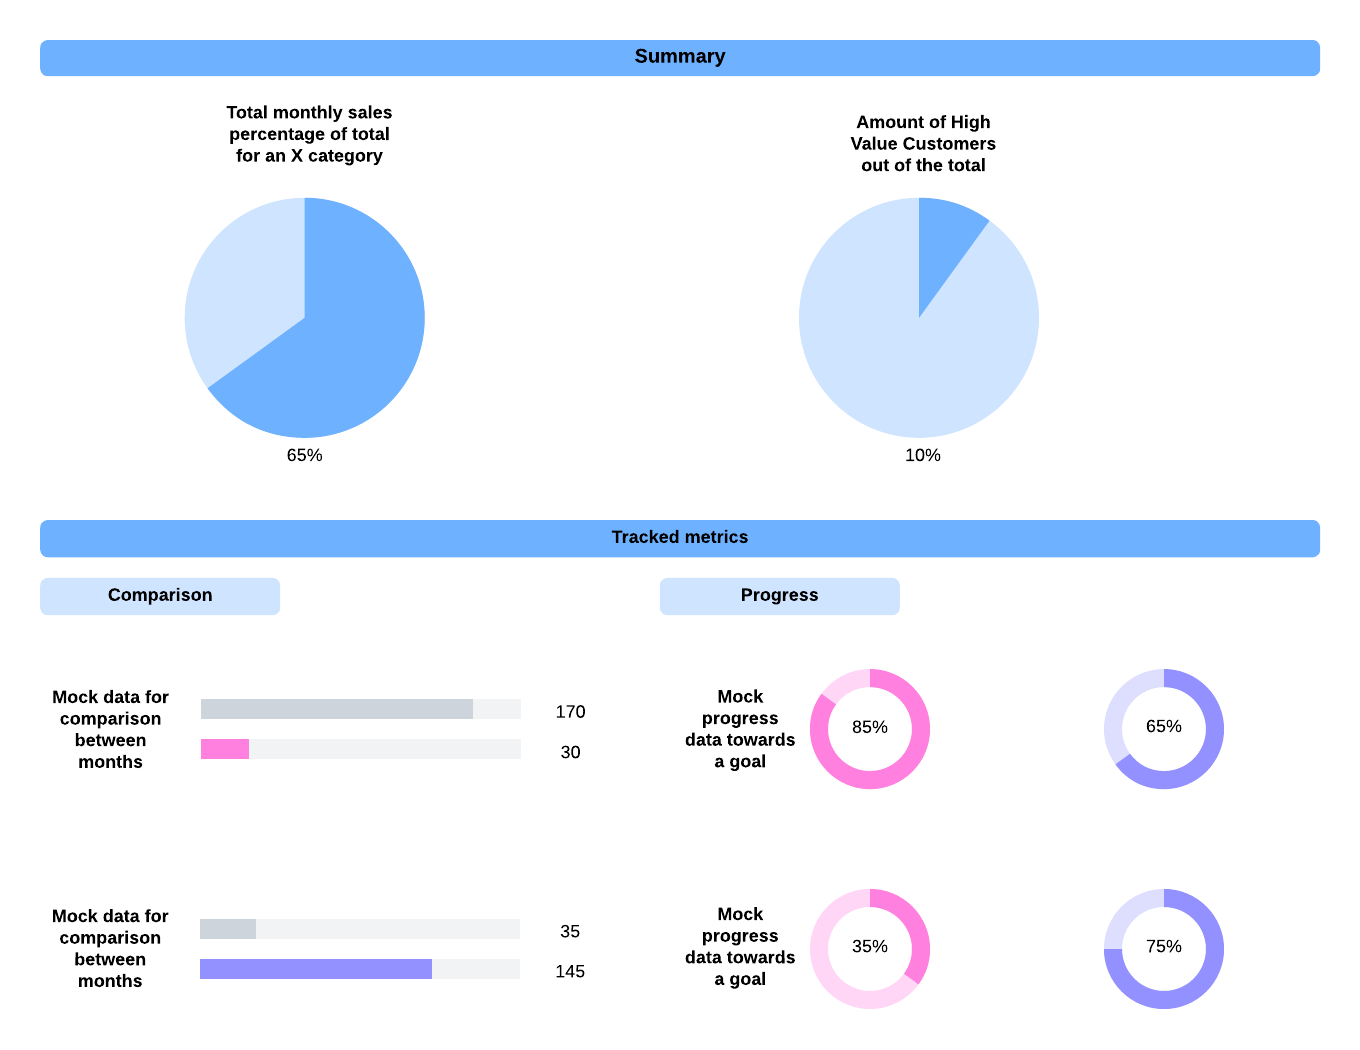 Summary
Total monthly sales
percentage of total
for an X category
65%
Amount of High
Value Customers
out of the total
10%
Tracked metrics
Comparison
Progress
Mock data for
comparison
between
months
170
30
Mock
progress
data towards
a goal
85%
65%
Mock data for
comparison
between
months
35
145
Mock
progress
data towards
a goal
35%
75%